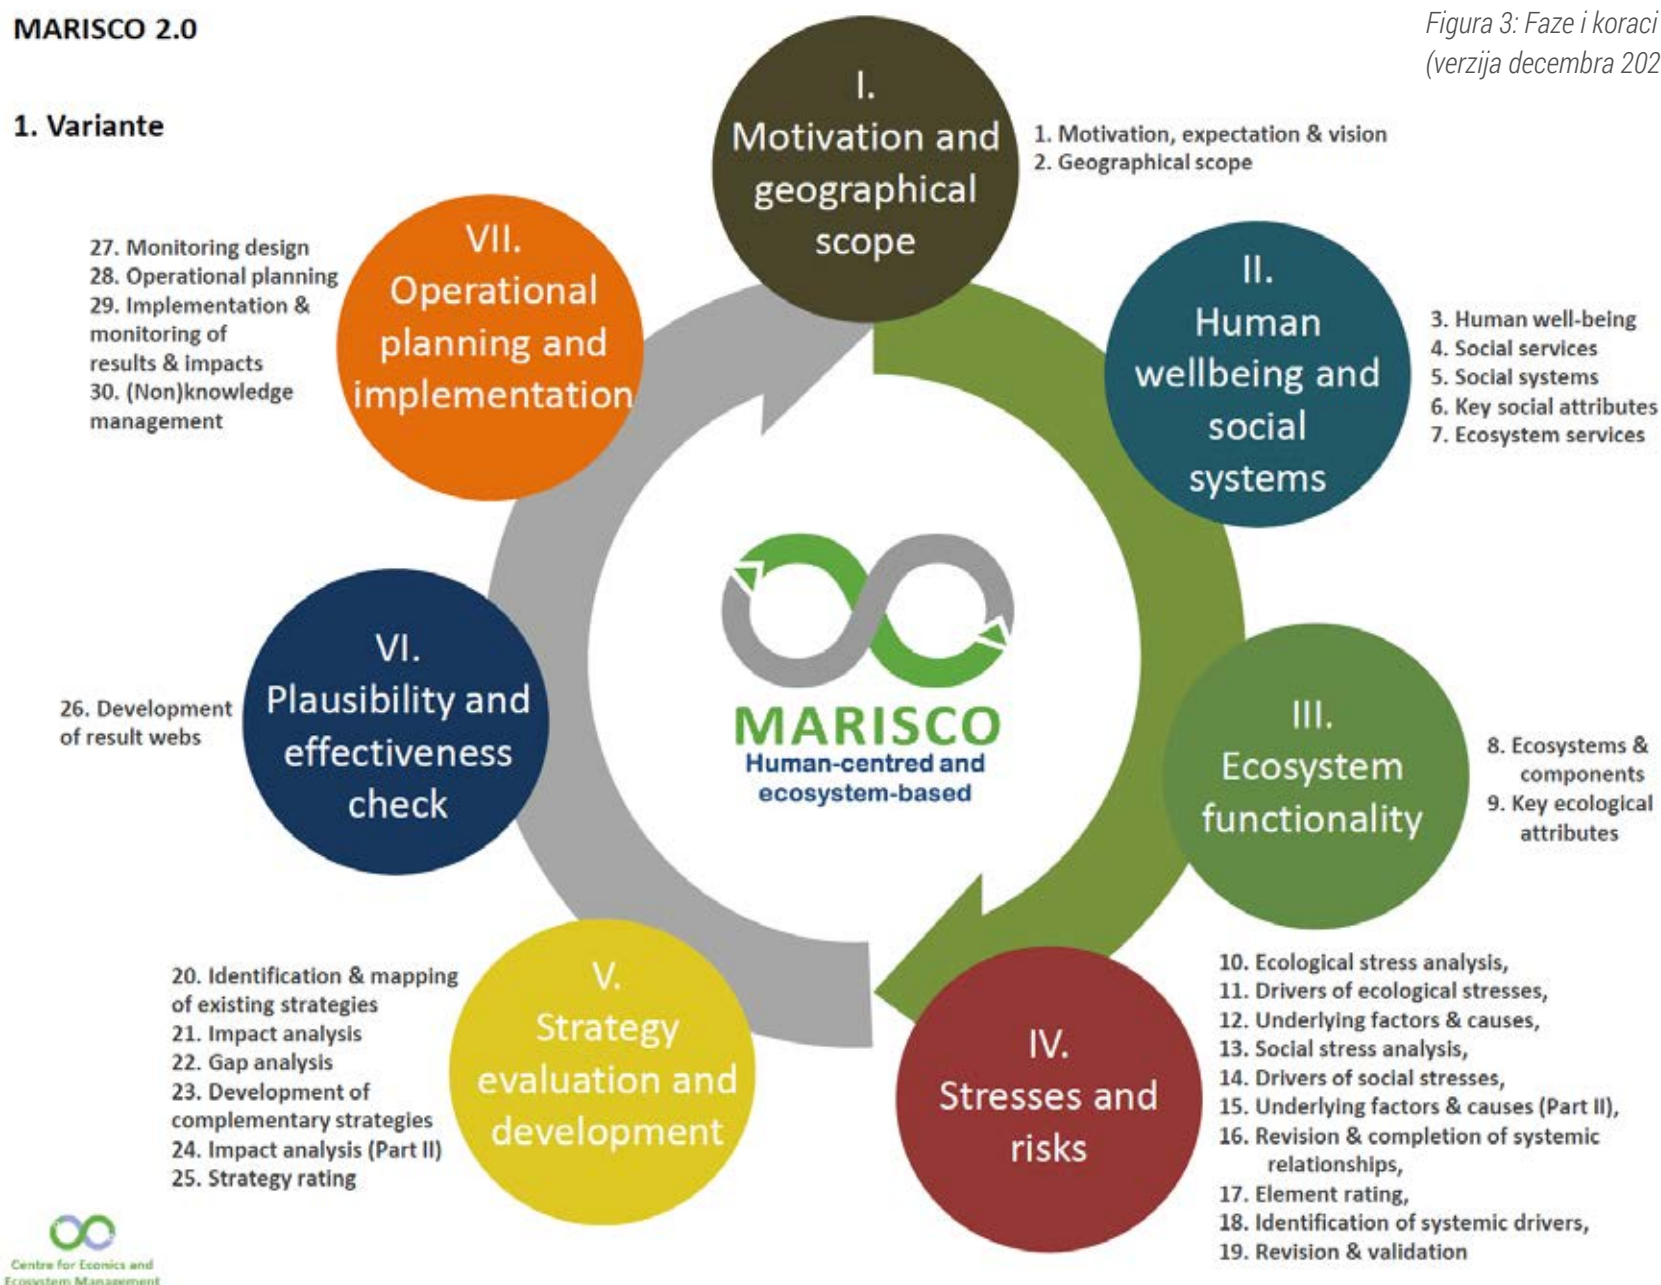 MARISCO 2.0
Figura 3: Faze i koraci
(verzija decembra 202
1. Variante
I.
Motivation and
geographical
scope
1. Motivation, expectation & vision
2. Geographical scope
II.
Human
wellbeing and
social
systems
3. Human well-being
4. Social services
5. Social systems
6. Key social attributes
7. Ecosystem services
III.
Ecosystem
functionality
8. Ecosystems &
components
9. Key ecological
attributes
IV.
Stresses and
risks
10. Ecological stress analysis,
11. Drivers of ecological stresses,
12. Underlying factors & causes,
13. Social stress analysis,
14. Drivers of social stresses,
15. Underlying factors & causes (Part II),
16. Revision & completion of systemic
relationships,
17. Element rating,
18. Identification of systemic drivers,
19. Revision & validation
V.
Strategy
evaluation and
development
20. Identification & mapping
of existing strategies
21. Impact analysis
22. Gap analysis
23. Development of
complementary strategies
24. Impact analysis (Part II)
25. Strategy rating
VI.
Plausibility and
effectiveness
check
26. Development
of result webs
VII.
Operational
planning and
implementation
27. Monitoring design
28. Operational planning
29. Implementation &
monitoring of
results & impacts
30. (Non)knowledge
management
MARISCO
Human-centred and
ecosystem-based
Centre for Econics and
Ecosystem Management